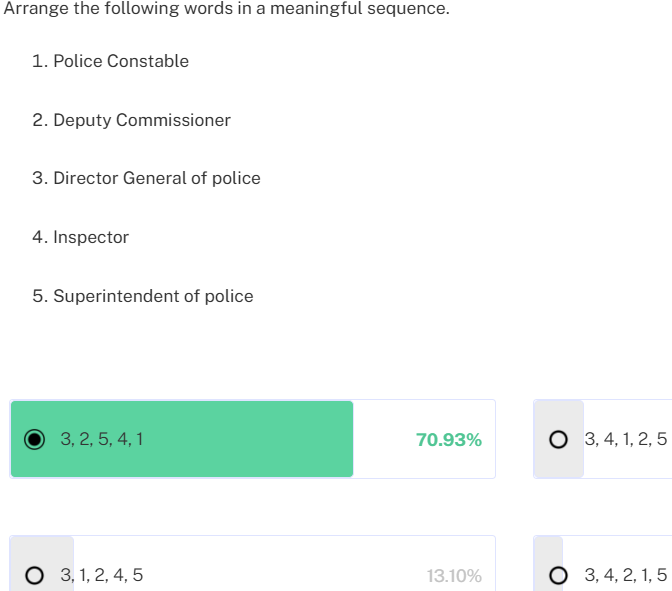 Arrange the following words in a meaningful sequence.
1. Police Constable
2. Deputy Commissioner
3. Director General of police
4. Inspector
5. Superintendent of police
3, 2, 5, 4, 1 70.93%
3, 4, 1, 2, 5
3, 1, 2, 4, 5 13.10%
3, 4, 2, 1, 5